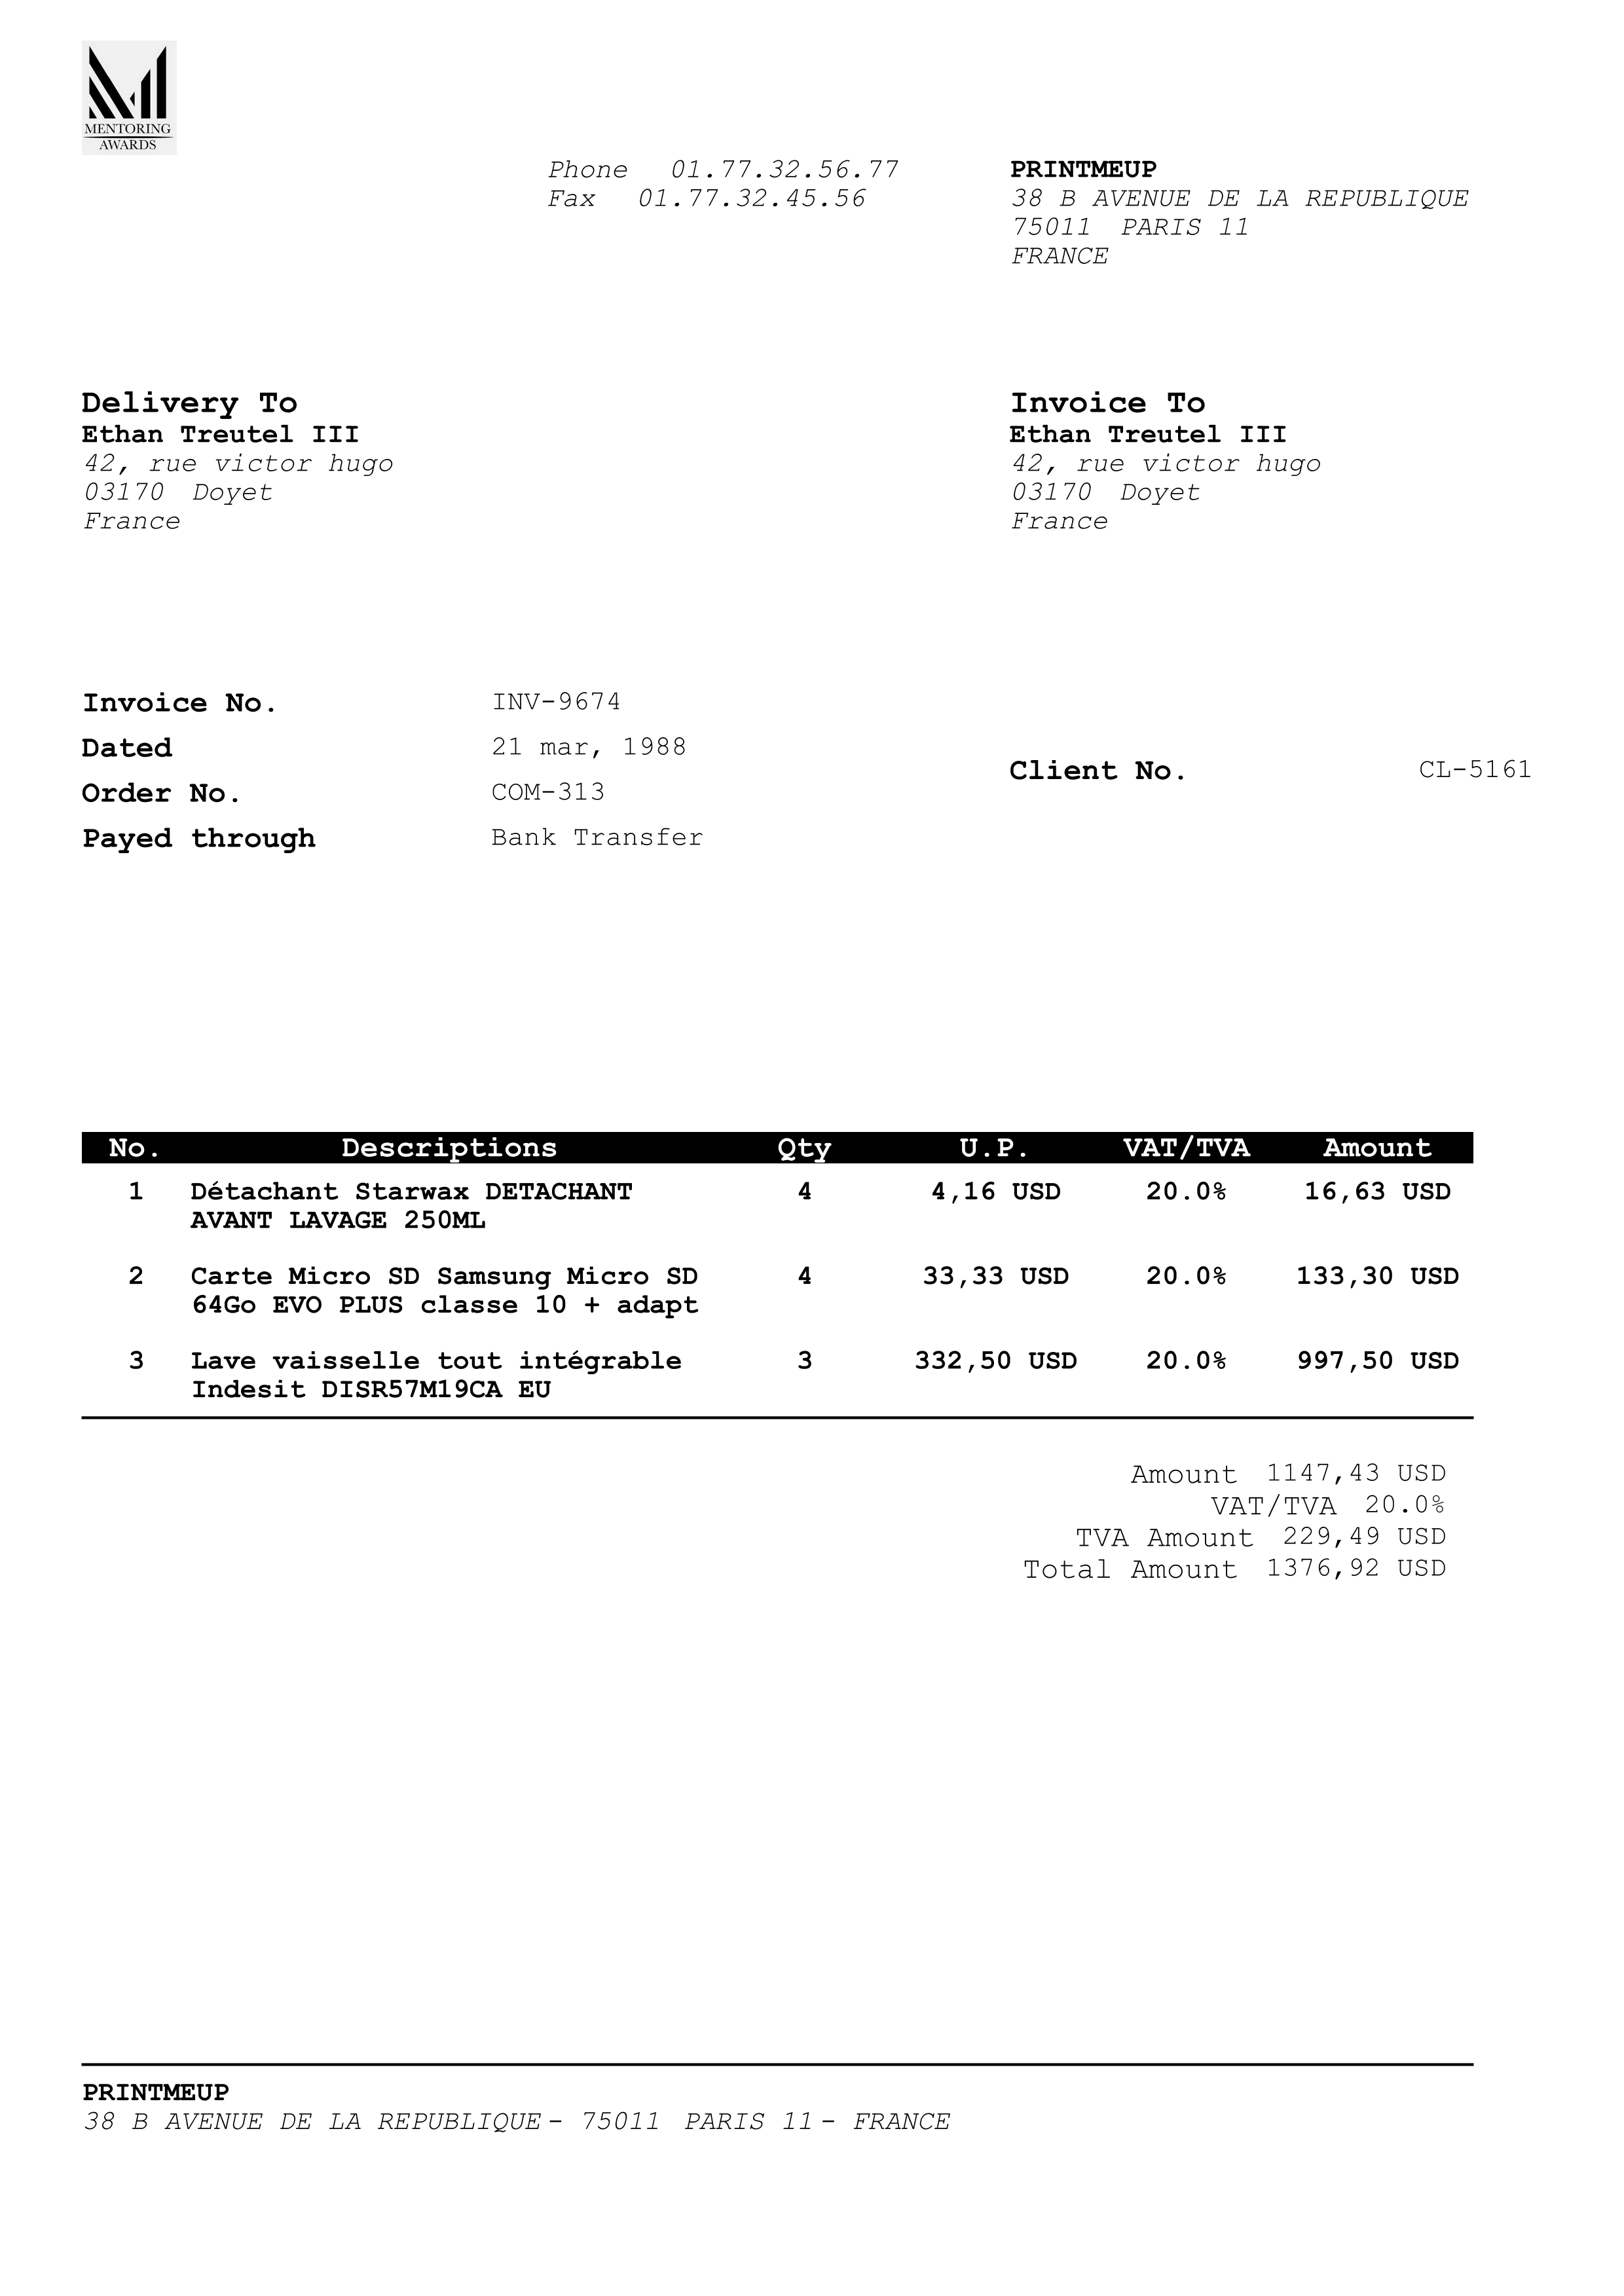 MENTORING
AWARDS
Phone 01.77.32.56.77
Fax 01.77.32.45.56
PRINTMEUP
38 B AVENUE DE LA REPUBLIQUE
75011 PARIS 11
FRANCE
Delivery To
Ethan Treutel III
42, rue victor hugo
03170 Doyet
France
Invoice To
Ethan Treutel III
42, rue victor hugo
03170 Doyet
France
Invoice No. INV-9674
Dated 21 mar, 1988
Order No. COM-313
Payed through Bank Transfer
Client No. CL-5161
No. Descriptions Qty U.P. VAT/TVA Amount
1 Détachant Starwax DETACHANT 4 4,16 USD 20.0% 16,63 USD
AVANT LAVAGE 250ML
2 Carte Micro SD Samsung Micro SD 4 33,33 USD 20.0% 133,30 USD
64Go EVO PLUS classe 10 + adapt
3 Lave vaisselle tout intégrable 3 332,50 USD 20.0% 997,50 USD
Indesit DISR57M19CA EU
Amount 1147,43 USD
VAT/TVA 20.0%
TVA Amount 229,49 USD
Total Amount 1376,92 USD
PRINTMEUP
38 B AVENUE DE LA REPUBLIQUE - 75011 PARIS 11 - FRANCE